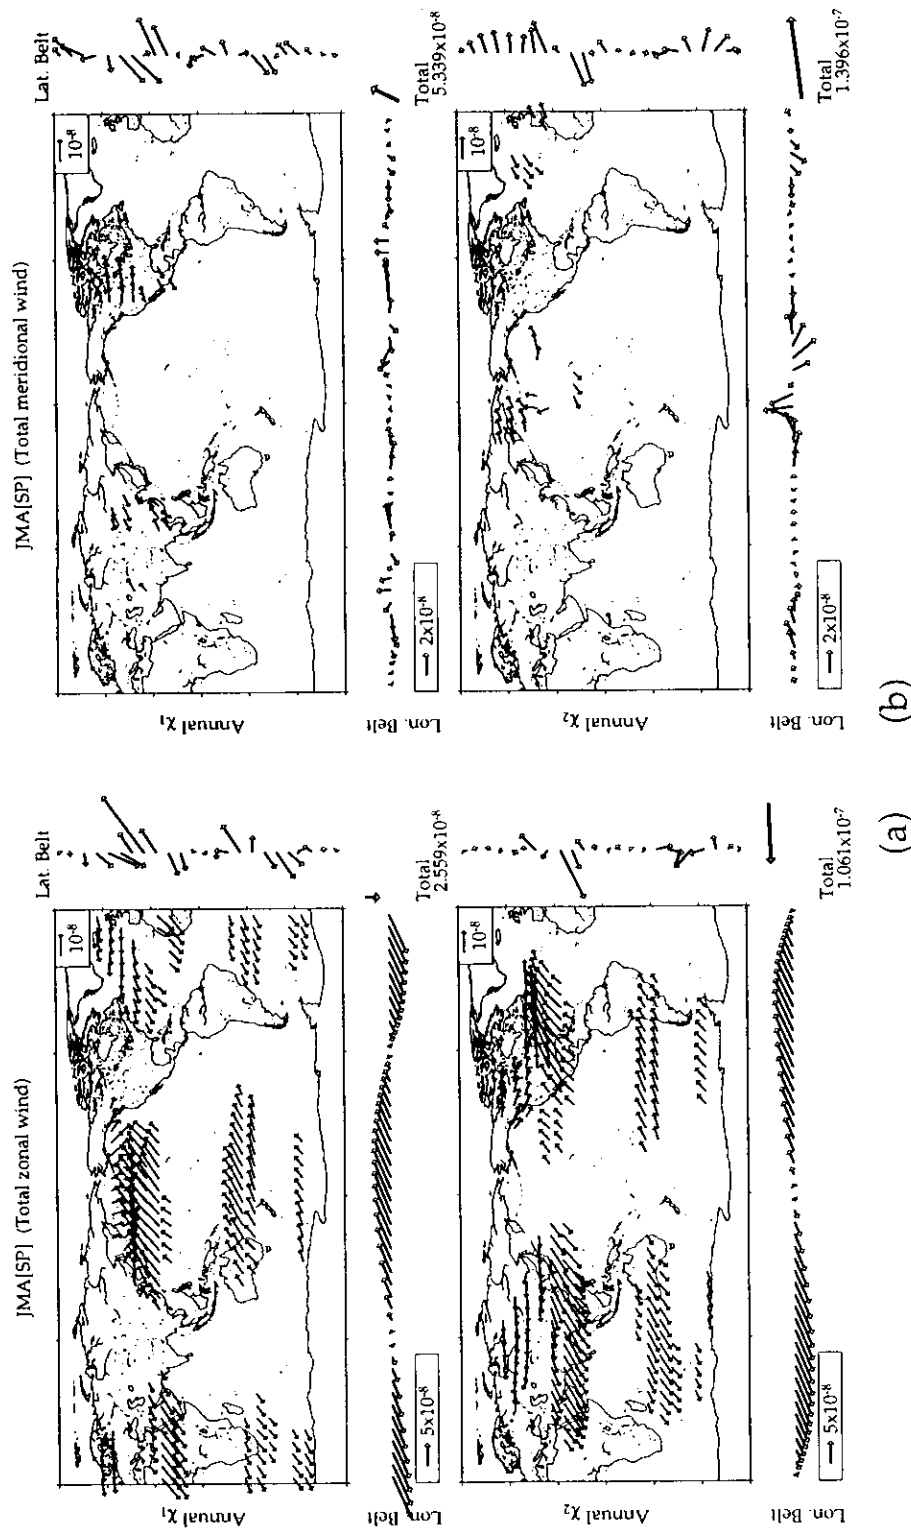 JMA[SP] (Total zonal wind)
Lat. Belt
10⁻⁸
Annual χ₁
Lon. Belt
5x10⁻⁸
Total
2.559x10⁻⁸
10⁻⁸
Annual χ₂
Lon. Belt
5x10⁻⁸
Total
1.061x10⁻⁷
(a)
JMA[SP] (Total meridional wind)
Lat. Belt
10⁻⁸
Annual χ₁
Lon. Belt
2x10⁻⁸
Total
5.339x10⁻⁸
10⁻⁸
Annual χ₂
Lon. Belt
2x10⁻⁸
Total
1.396x10⁻⁷
(b)